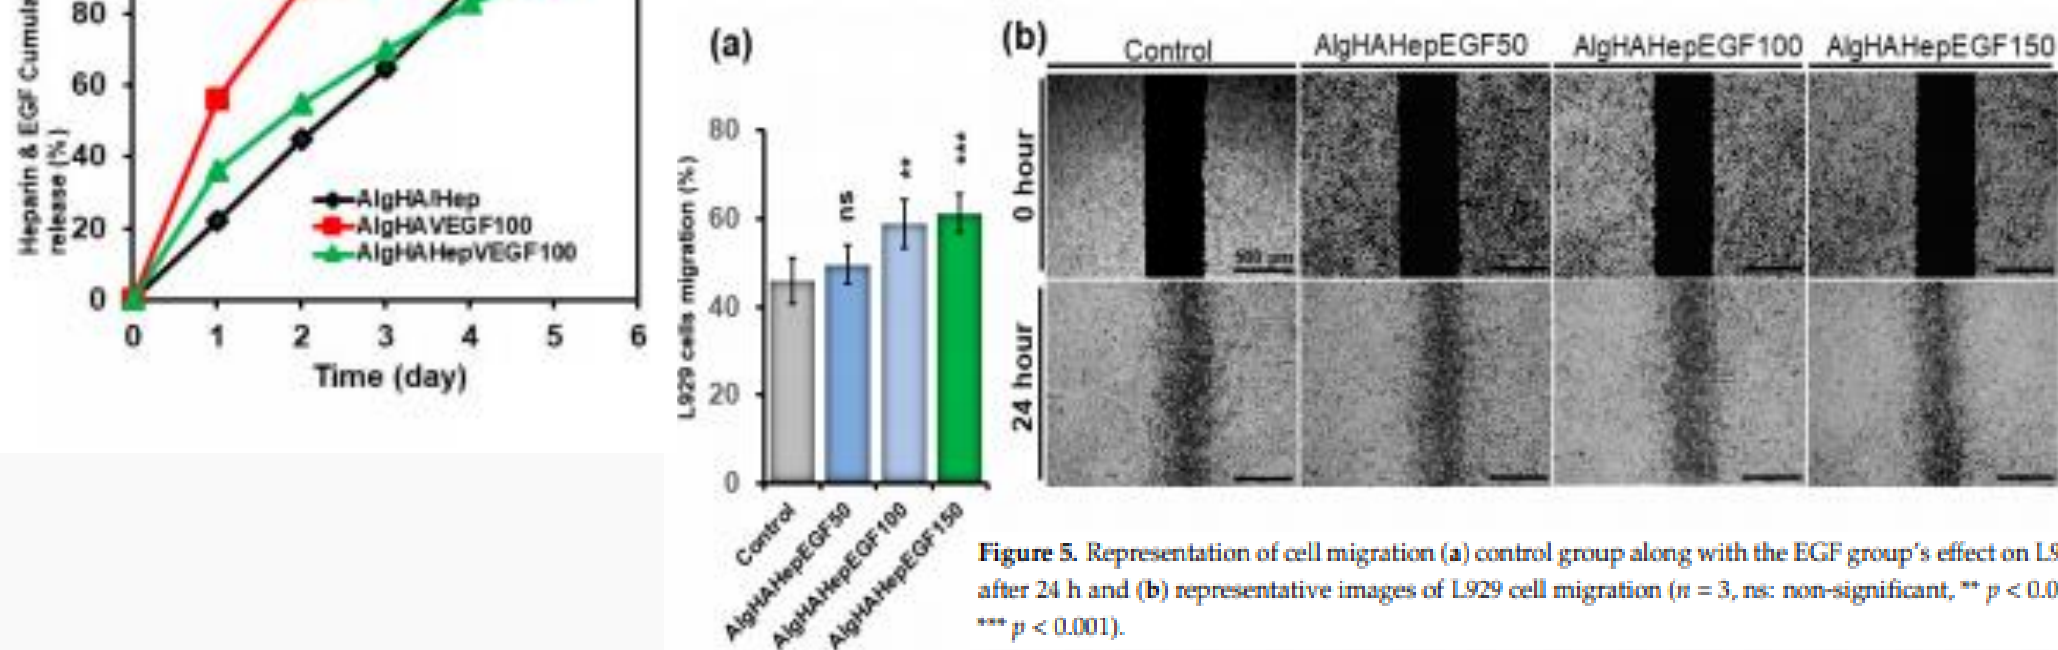 Heparin & EGF Cumula
release (%)
80
60
40
20
0
0 1 2 3 4 5 6
Time (day)
AlgHA/Hep
AlgHAVEGF100
AlgHAHepVEGF100
(a)
L929 cells migration (%)
80
60
40
20
0
ns
**
***
Control
AlgHAHepEGF50
AlgHAHepEGF100
AlgHAHepEGF150
(b)
Control AlgHAHepEGF50 AlgHAHepEGF100 AlgHAHepEGF150
0 hour
500 µm
24 hour
Figure 5. Representation of cell migration (a) control group along with the EGF group's effect on L9
after 24 h and (b) representative images of L929 cell migration (n = 3, ns: non-significant, ** p < 0.0
*** p < 0.001).